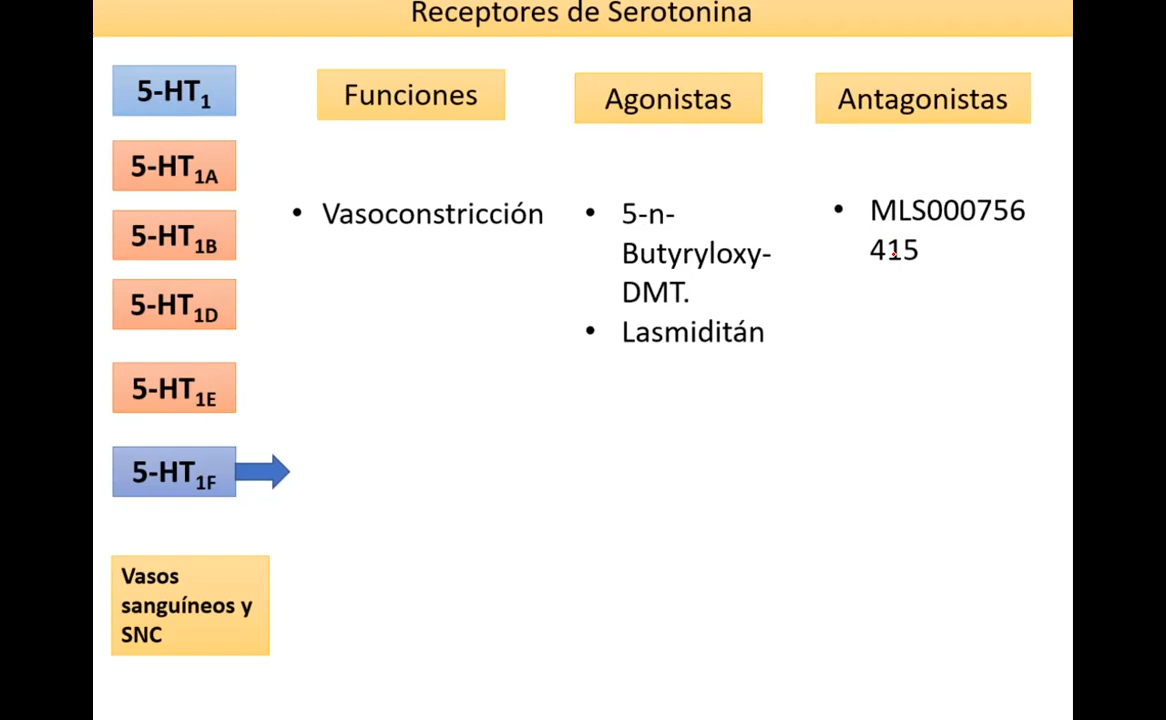 Receptores de Serotonina
5-HT1
Funciones
Agonistas
Antagonistas
5-HT1A
5-HT1B
5-HT1D
5-HT1E
5-HT1F
• Vasoconstricción
• 5-n-
Butyryloxy-
DMT.
• Lasmiditán
• MLS000756
415
Vasos
sanguíneos y
SNC